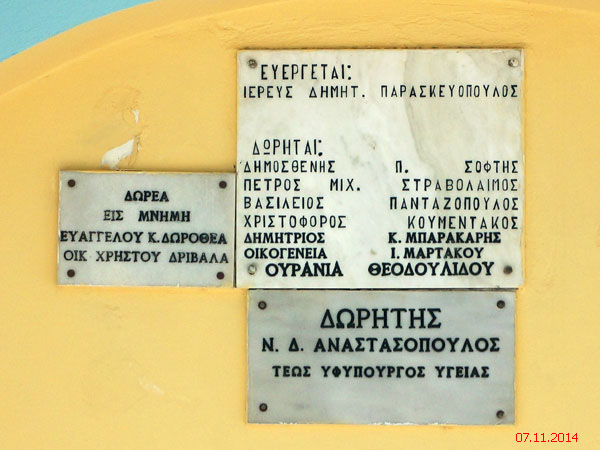 ΕΥΕΡΓΕΤΑΙ:
ΙΕΡΕΥΣ ΔΗΜΗΤ. ΠΑΡΑΣΚΕΥΟΠΟΥΛΟΣ
ΔΩΡΗΤΑΙ:
ΔΗΜΟΣΘΕΝΗΣ Π. ΣΟΦΤΗΣ
ΠΕΤΡΟΣ ΜΙΧ. ΣΤΡΑΒΟΛΑΙΜΟΣ
ΒΑΣΙΛΕΙΟΣ ΠΑΝΤΑΖΟΠΟΥΛΟΣ
ΧΡΙΣΤΟΦΟΡΟΣ ΚΟΥΜΕΝΤΑΚΟΣ
ΔΗΜΗΤΡΙΟΣ Κ. ΜΠΑΡΑΚΑΡΗΣ
ΟΙΚΟΓΕΝΕΙΑ Ι. ΜΑΡΤΑΚΟΥ
ΟΥΡΑΝΙΑ ΘΕΟΔΟΥΛΙΔΟΥ
ΔΩΡΕΑ
ΕΙΣ ΜΝΗΜΗ
ΕΥΑΓΓΕΛΟΥ Κ. ΔΩΡΟΘΕΑ
ΟΙΚ ΧΡΗΣΤΟΥ ΔΡΙΒΑΛΑ
ΔΩΡΗΤΗΣ
Ν. Δ. ΑΝΑΣΤΑΣΟΠΟΥΛΟΣ
ΤΕΩΣ ΥΦΥΠΟΥΡΓΟΣ ΥΓΕΙΑΣ
07.11.2014